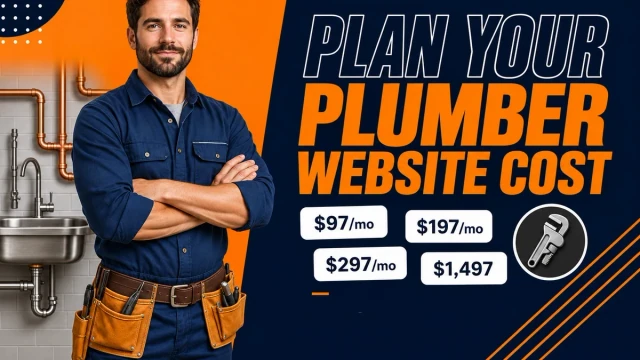 PLAN YOUR
PLUMBER
WEBSITE COST
$97/mo
$197/mo
$297/mo
$1,497